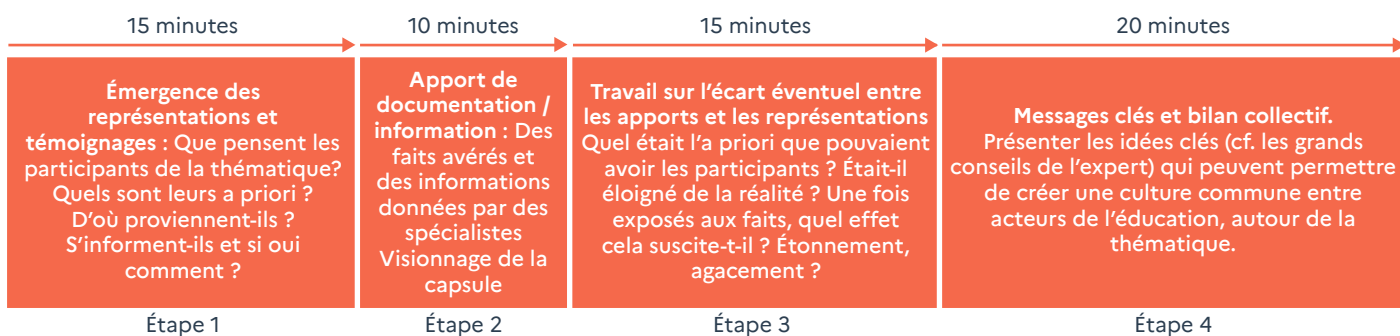 15 minutes
10 minutes
15 minutes
20 minutes
Émergence des
représentations et
témoignages : Que pensent les
participants de la thématique?
Quels sont leurs a priori ?
D’où proviennent-ils ?
S’informent-ils et si oui
comment ?
Apport de
documentation /
information : Des
faits avérés et
des informations
données par des
spécialistes
Visionnage de la
capsule
Travail sur l’écart éventuel entre
les apports et les représentations
Quel était l’a priori que pouvaient
avoir les participants ? Était-il
éloigné de la réalité ? Une fois
exposés aux faits, quel effet
cela suscite-t-il ? Étonnement,
agacement ?
Messages clés et bilan collectif.
Présenter les idées clés (cf. les grands
conseils de l’expert) qui peuvent permettre
de créer une culture commune entre
acteurs de l’éducation, autour de la
thématique.
Étape 1
Étape 2
Étape 3
Étape 4